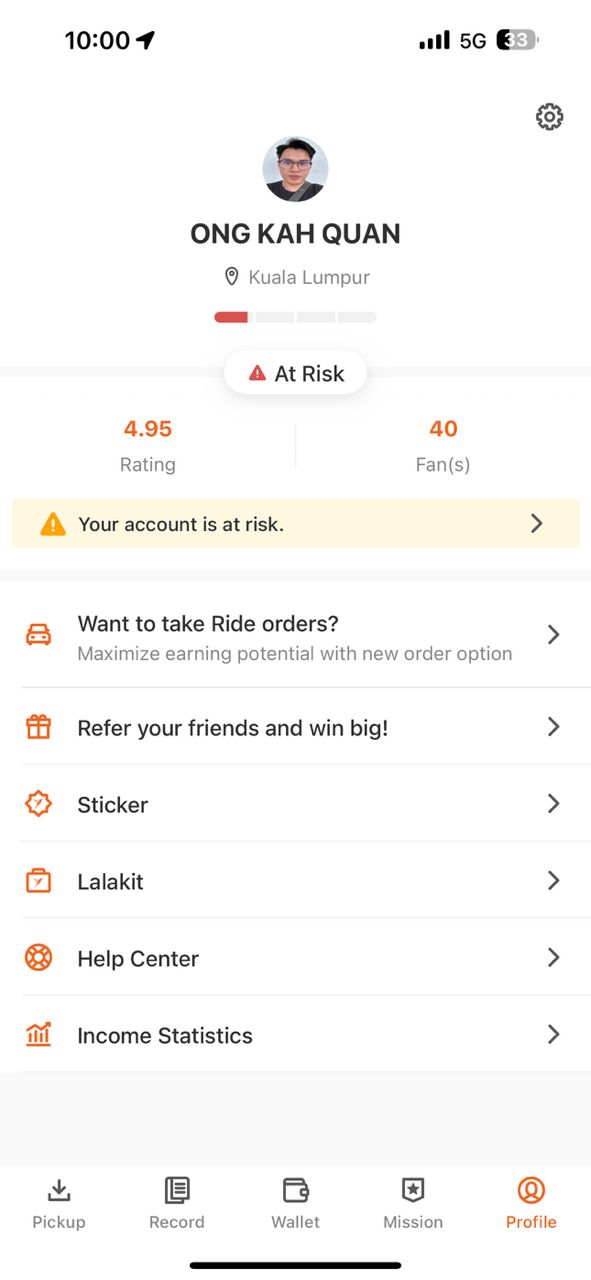 10:00
5G
33
ONG KAH QUAN
Kuala Lumpur
At Risk
4.95
40
Rating
Fan(s)
Your account is at risk.
Want to take Ride orders?
Maximize earning potential with new order option
Refer your friends and win big!
Sticker
Lalakit
Help Center
Income Statistics
Pickup
Record
Wallet
Mission
Profile